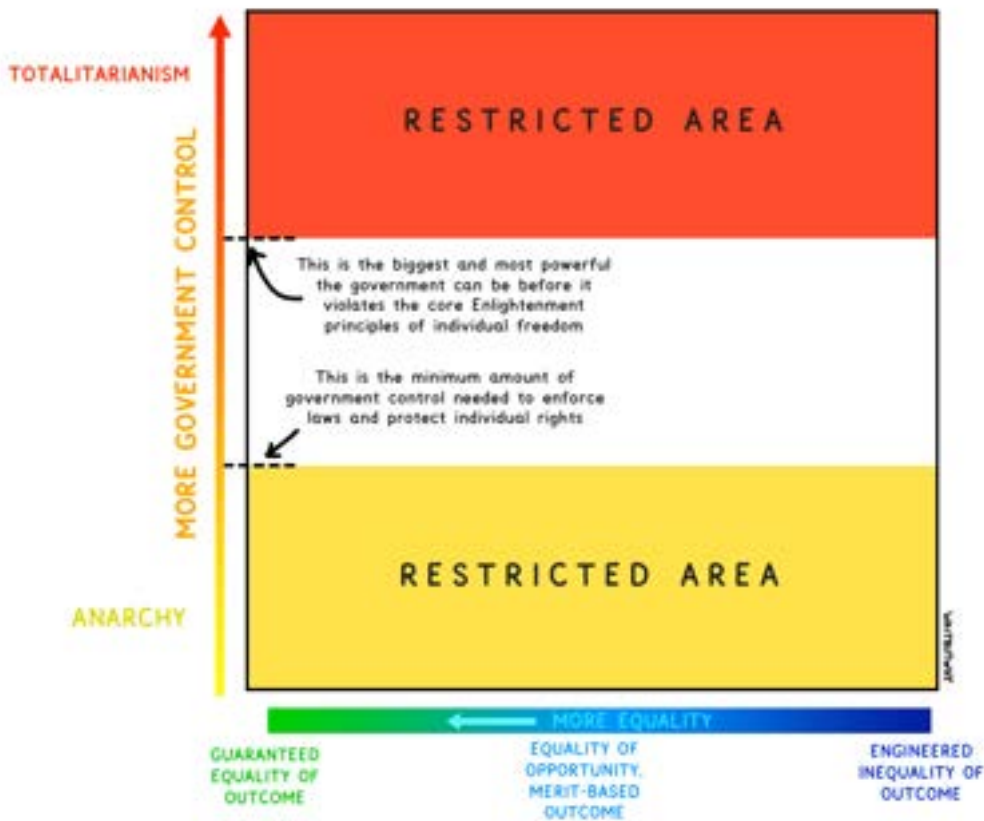 TOTALITARIANISM
RESTRICTED AREA
MORE GOVERNMENT CONTROL
This is the biggest and most powerful
the government can be before it
violates the core Enlightenment
principles of individual freedom
This is the minimum amount of
government control needed to enforce
laws and protect individual rights
RESTRICTED AREA
ANARCHY
MORE EQUALITY
GUARANTEED
EQUALITY OF
OUTCOME
EQUALITY OF
OPPORTUNITY,
MERIT-BASED
OUTCOME
ENGINEERED
INEQUALITY OF
OUTCOME